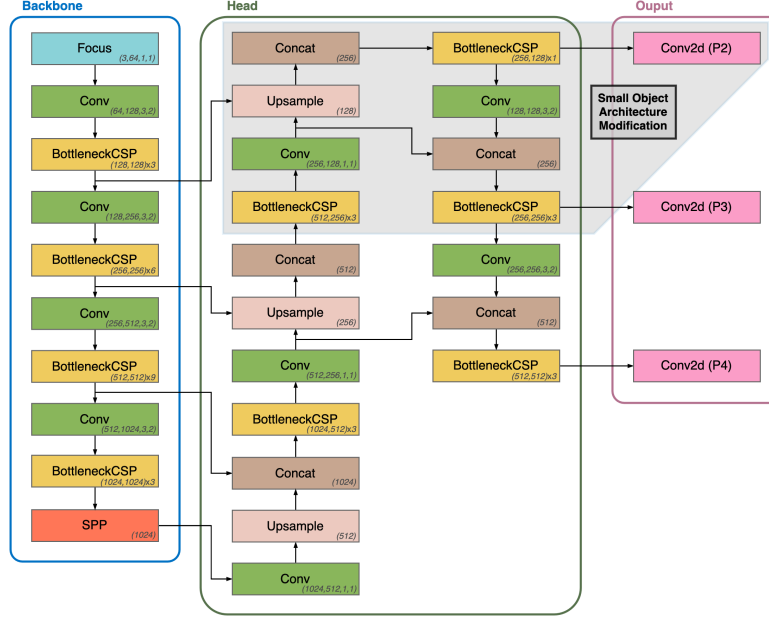 Backbone
Head
Ouput
Focus
(3,64,1,1)
Conv
(64,128,3,2)
BottleneckCSP
(128,128)x3
Conv
(128,256,3,2)
BottleneckCSP
(256,256)x6
Conv
(256,512,3,2)
BottleneckCSP
(512,512)x9
Conv
(512,1024,3,2)
BottleneckCSP
(1024,1024)x3
SPP
(1024)
Concat
(256)
Upsample
(128)
Conv
(256,128,1,1)
BottleneckCSP
(512,256)x3
Concat
(512)
Upsample
(256)
Conv
(512,256,1,1)
BottleneckCSP
(1024,512)x3
Concat
(1024)
Upsample
(512)
Conv
(1024,512,1,1)
BottleneckCSP
(256,128)x1
Conv
(128,128,3,2)
Concat
(256)
BottleneckCSP
(256,256)x3
Conv
(256,256,3,2)
Concat
(512)
BottleneckCSP
(512,512)x3
Small Object
Architecture
Modification
Conv2d (P2)
Conv2d (P3)
Conv2d (P4)